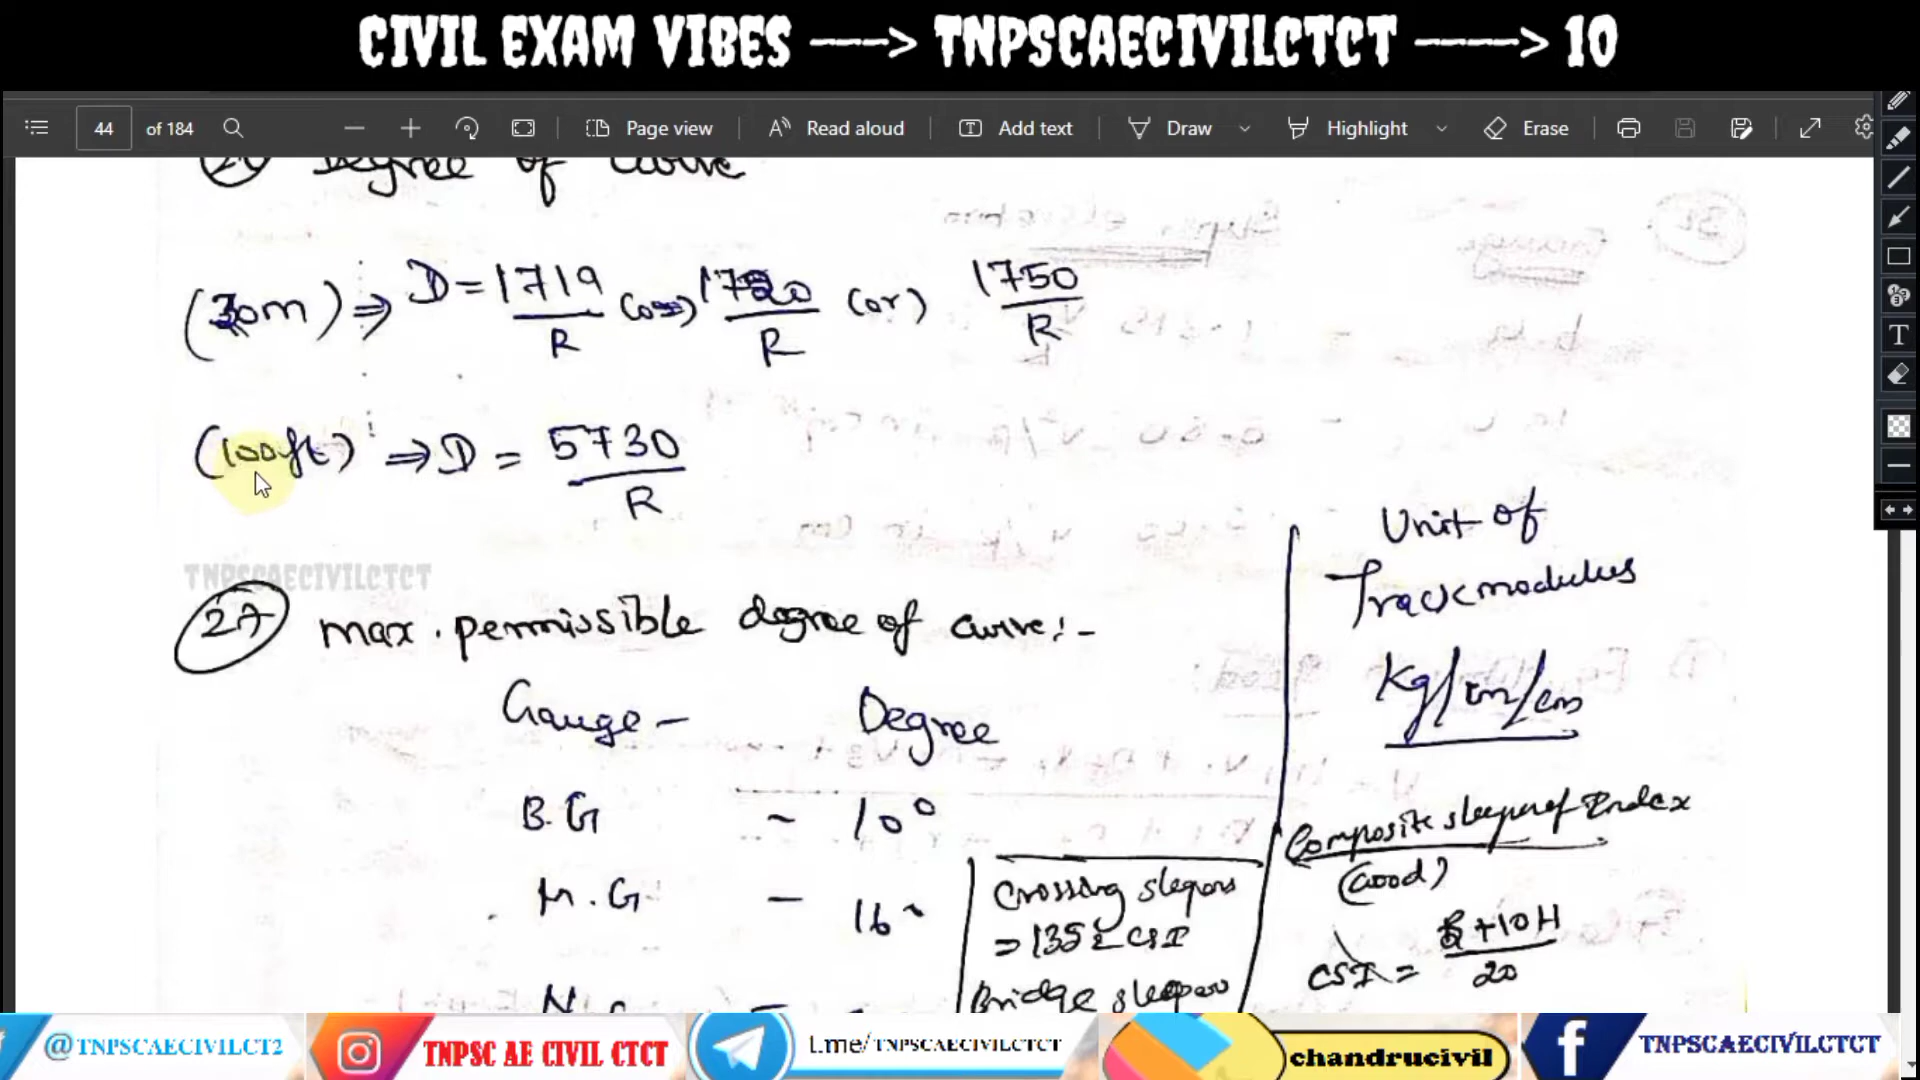 CIVIL EXAM VIBES ----> TNPSCAECIVILCTCT -----> 10
44 of 184 Page view Read aloud Add text Draw Highlight Erase
Degree of curve
(30m) ⇒ D = 1719/R (or) 1720/R (or) 1750/R
(100ft) ⇒ D = 5730/R
TNPSCAECIVILCTCT
27 max. permissible degree of curve:-
Gauge - Degree
B.G - 10°
M.G - 16°
N.G -
Crossing sleepers
= 1352 CSI
Bridge sleepers
Unit of
Track modulus
Kg/cm/cm
Composite sleeper Index
(wood)
CSI = S+10H/20
@TNPSCAECIVILCT2
TNPSC AE CIVIL CTCT
t.me/TNPSCAECIVILCTCT
chandrucivil
TNPSCAECIVILCTCT